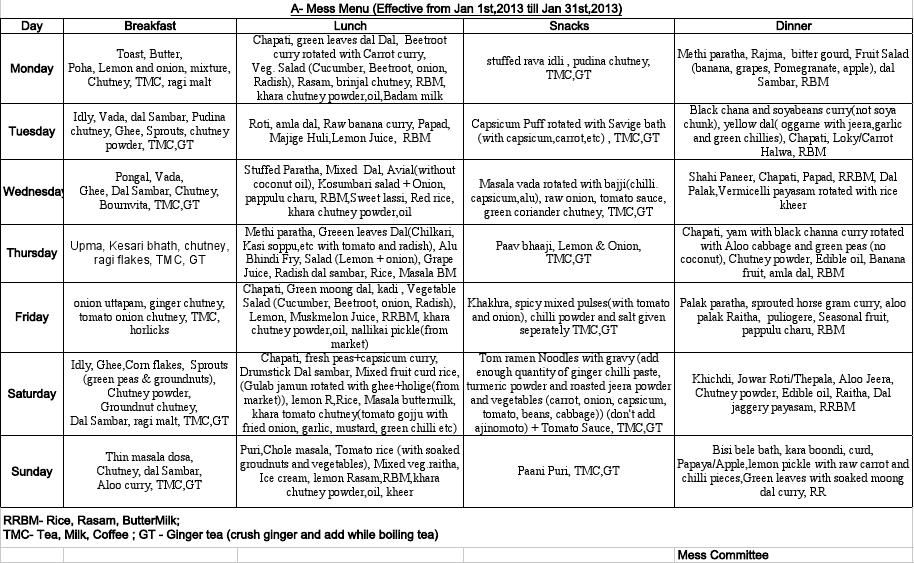 A- Mess Menu (Effective from Jan 1st,2013 till Jan 31st,2013)
Day Breakfast Lunch Snacks Dinner
Monday
Toast, Butter,
Poha, Lemon and onion, mixture,
Chutney, TMC, ragi malt
Chapati, green leaves dal Dal, Beetroot
curry rotated with Carrot curry,
Veg. Salad (Cucumber, Beetroot, onion,
Radish), Rasam, brinjal chutney, RBM,
khara chutney powder,oil,Badam milk
stuffed rava idli , pudina chutney,
TMC,GT
Methi paratha, Rajma, bitter gourd, Fruit Salad
(banana, grapes, Pomegranate, apple), dal
Sambar, RBM
Tuesday
Idly, Vada, dal Sambar, Pudina
chutney, Ghee, Sprouts, chutney
powder, TMC,GT
Roti, amla dal, Raw banana curry, Papad,
Majige Huli,Lemon Juice, RBM
Capsicum Puff rotated with Savige bath
(with capsicum,carrot,etc) , TMC,GT
Black chana and soyabeans curry(not soya
chunk), yellow dal( oggarne with jeera,garlic
and green chillies), Chapati, Loky/Carrot
Halwa, RBM
Wednesday
Pongal, Vada,
Ghee, Dal Sambar, Chutney,
Bournvita, TMC,GT
Stuffed Paratha, Mixed Dal, Avial(without
coconut oil), Kosumbari salad + Onion,
pappulu charu, RBM,Sweet lassi, Red rice,
khara chutney powder,oil
Masala vada rotated with bajji(chilli.
capsicum,alu), raw onion, tomato sauce,
green coriander chutney, TMC,GT
Shahi Paneer, Chapati, Papad, RRBM, Dal
Palak,Vermicelli payasam rotated with rice
kheer
Thursday
Upma, Kesari bhath, chutney,
ragi flakes, TMC, GT
Methi paratha, Greeen leaves Dal(Chilkari,
Kasi soppu,etc with tomato and radish), Alu
Bhindi Fry, Salad (Lemon + onion), Grape
Juice, Radish dal sambar, Rice, Masala BM
Paav bhaaji, Lemon & Onion,
TMC,GT
Chapati, yam with black channa curry rotated
with Aloo cabbage and green peas (no
coconut), Chutney powder, Edible oil, Banana
fruit, amla dal, RBM
Friday
onion uttapam, ginger chutney,
tomato onion chutney, TMC,
horlicks
Chapati, Green moong dal, kadi , Vegetable
Salad (Cucumber, Beetroot, onion, Radish),
Lemon, Muskmelon Juice, RRBM, khara
chutney powder,oil, nallikai pickle(from
market)
Khakhra, spicy mixed pulses(with tomato
and onion), chilli powder and salt given
seperately TMC,GT
Palak paratha, sprouted horse gram curry, aloo
palak Raitha, puliogere, Seasonal fruit,
pappulu charu, RBM
Saturday
Idly, Ghee,Corn flakes, Sprouts
(green peas & groundnuts),
Chutney powder,
Groundnut chutney,
Dal Sambar, ragi malt, TMC,GT
Chapati, fresh peas+capsicum curry,
Drumstick Dal sambar, Mixed fruit curd rice,
(Gulab jamun rotated with ghee+holige(from
market)), lemon R,Rice, Masala buttermilk,
khara tomato chutney(tomato gojju with
fried onion, garlic, mustard, green chilli etc)
Tom ramen Noodles with gravy (add
enough quantity of ginger chilli paste,
turmeric powder and roasted jeera powder
and vegetables (carrot, onion, capsicum,
tomato, beans, cabbage)) (don't add
ajinomoto) + Tomato Sauce, TMC,GT
Khichdi, Jowar Roti/Thepala, Aloo Jeera,
Chutney powder, Edible oil, Raitha, Dal
jaggery payasam, RRBM
Sunday
Thin masala dosa,
Chutney, dal Sambar,
Aloo curry, TMC,GT
Puri,Chole masala, Tomato rice (with soaked
groudnuts and vegetables), Mixed veg.raitha,
Ice cream, lemon Rasam,RBM,khara
chutney powder,oil, kheer
Paani Puri, TMC,GT
Bisi bele bath, kara boondi, curd,
Papaya/Apple,lemon pickle with raw carrot and
chilli pieces,Green leaves with soaked moong
dal curry, RR
RRBM- Rice, Rasam, ButterMilk;
TMC- Tea, Milk, Coffee ; GT - Ginger tea (crush ginger and add while boiling tea)
Mess Committee